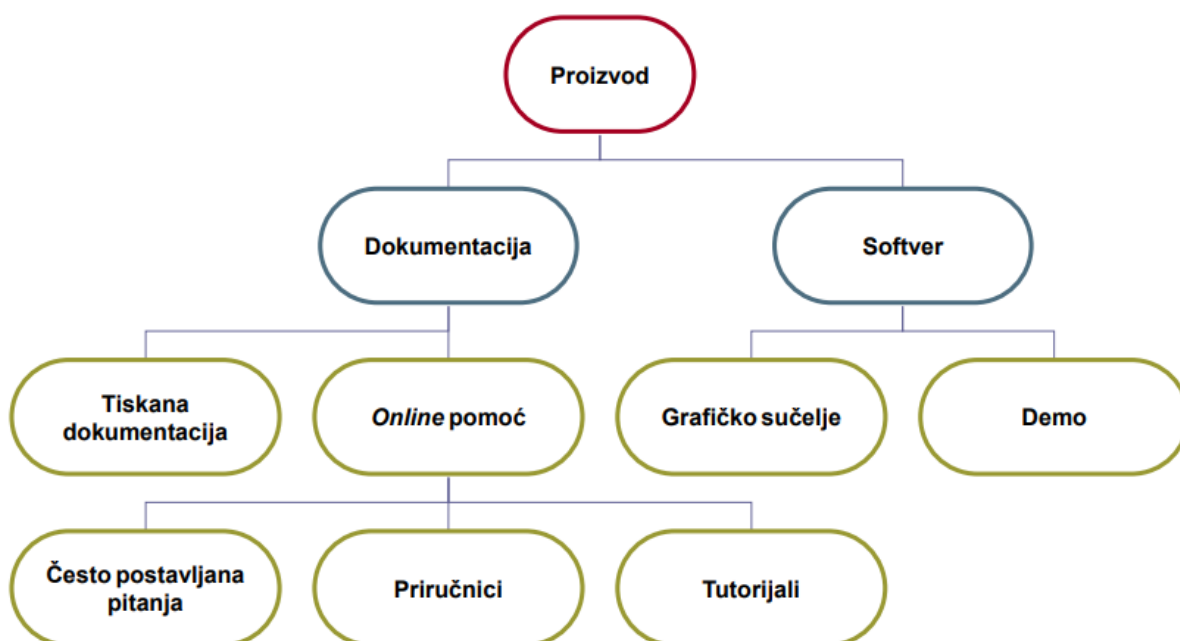 Proizvod
Dokumentacija
Softver
Tiskana
dokumentacija
Online pomoć
Grafičko sučelje
Demo
Često postavljana
pitanja
Priručnici
Tutorijali